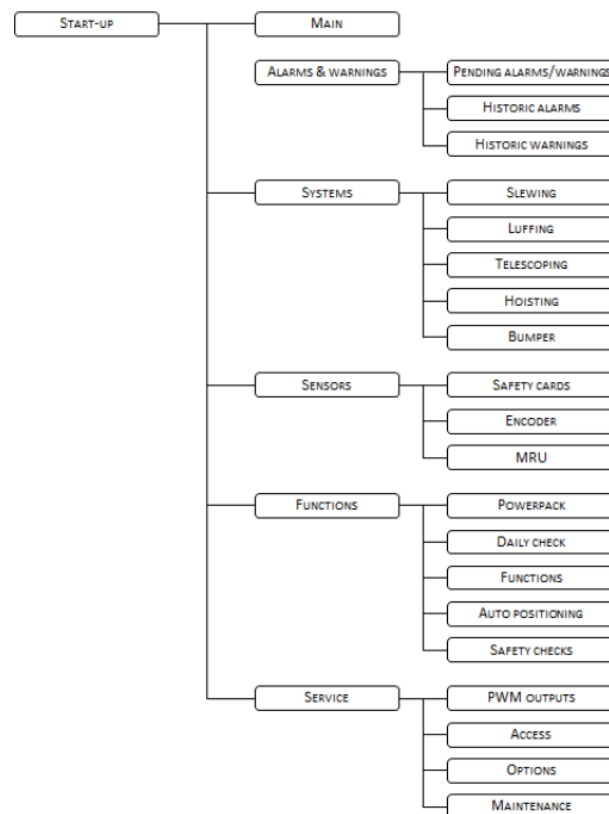 START-UP
MAIN
ALARMS & WARNINGS
PENDING ALARMS/WARNINGS
HISTORIC ALARMS
HISTORIC WARNINGS
SYSTEMS
SLEWING
LUFFING
TELESCOPING
HOISTING
BUMPER
SENSORS
SAFETY CARDS
ENCODER
MRU
FUNCTIONS
POWERPACK
DAILY CHECK
FUNCTIONS
AUTO POSITIONING
SAFETY CHECKS
SERVICE
PWM OUTPUTS
ACCESS
OPTIONS
MAINTENANCE